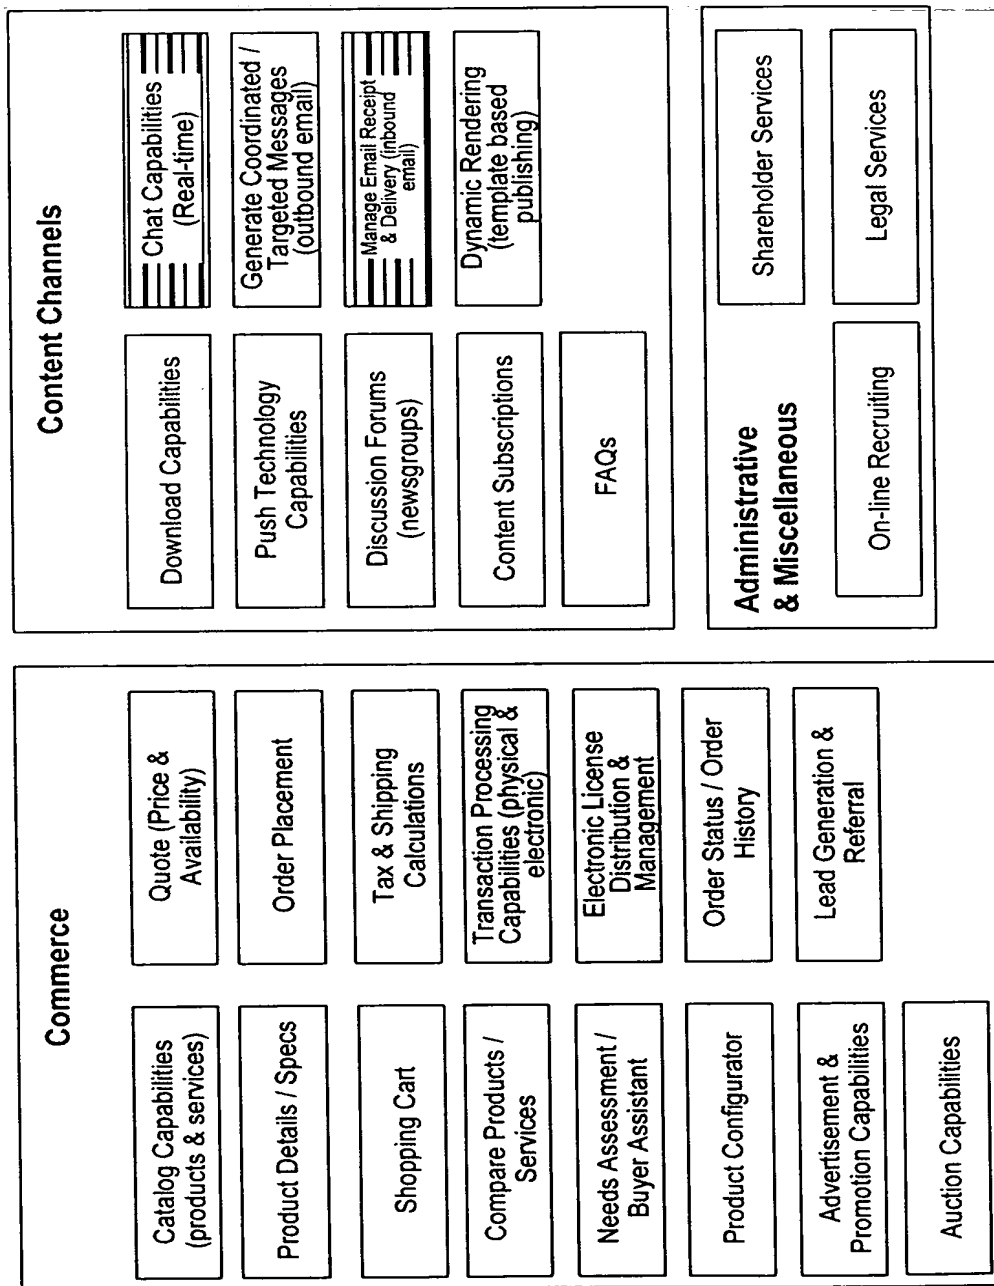 Commerce
Catalog Capabilities
(products & services)
Product Details / Specs
Shopping Cart
Compare Products /
Services
Needs Assessment /
Buyer Assistant
Product Configurator
Advertisement &
Promotion Capabilities
Auction Capabilities
Quote (Price &
Availability)
Order Placement
Tax & Shipping
Calculations
Transaction Processing
Capabilities (physical &
electronic)
Electronic License
Distribution &
Management
Order Status / Order
History
Lead Generation &
Referral
Content Channels
Download Capabilities
Push Technology
Capabilities
Discussion Forums
(newsgroups)
Content Subscriptions
FAQs
Chat Capabilities
(Real-time)
Generate Coordinated /
Targeted Messages
(outbound email)
Manage Email Receipt
& Delivery (inbound
email)
Dynamic Rendering
(template based
publishing)
Administrative
& Miscellaneous
On-line Recruiting
Shareholder Services
Legal Services